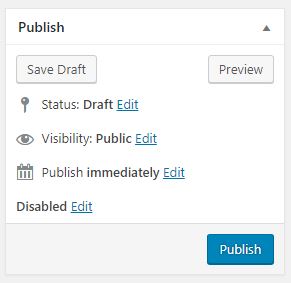 Publish
Save Draft Preview
Status: Draft Edit
Visibility: Public Edit
Publish immediately Edit
Disabled Edit
Publish